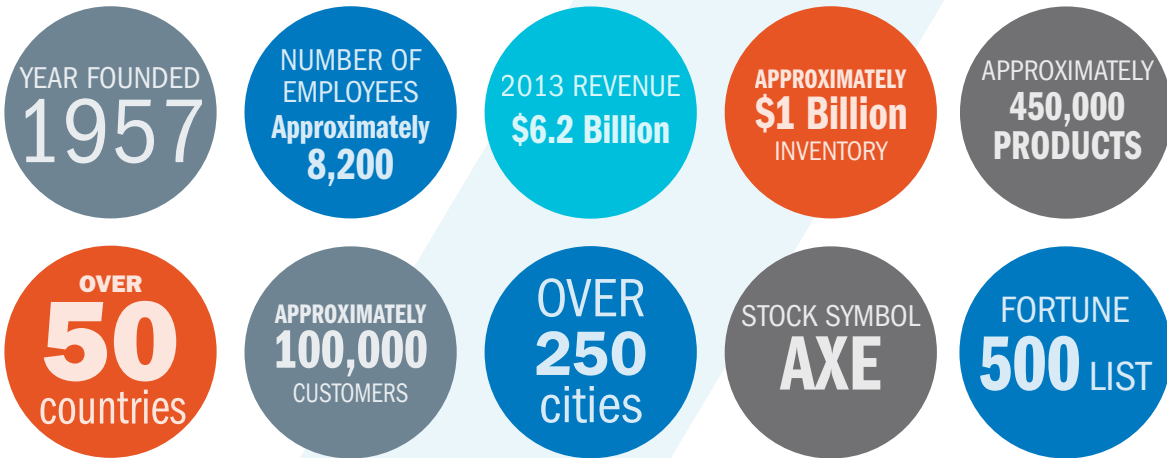 YEAR FOUNDED
1957
NUMBER OF
EMPLOYEES
Approximately
8,200
2013 REVENUE
$6.2 Billion
APPROXIMATELY
$1 Billion
INVENTORY
APPROXIMATELY
450,000
PRODUCTS
OVER
50
countries
APPROXIMATELY
100,000
CUSTOMERS
OVER
250
cities
STOCK SYMBOL
AXE
FORTUNE
500 LIST